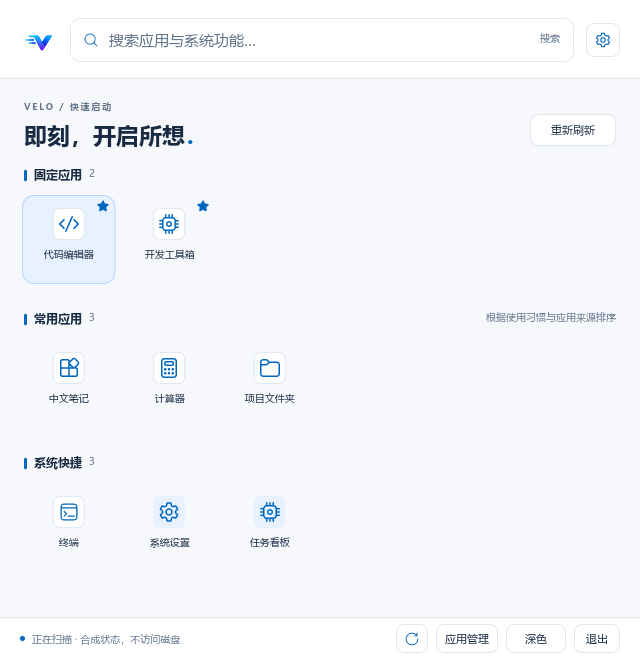 搜索应用与系统功能...
搜索
VELO / 快速启动
即刻，开启所想.
重新刷新
固定应用 2
代码编辑器
开发工具箱
常用应用 3
根据使用习惯与应用来源排序
中文笔记
计算器
项目文件夹
系统快捷 3
终端
系统设置
任务看板
正在扫描 · 合成状态，不访问磁盘
应用管理
深色
退出